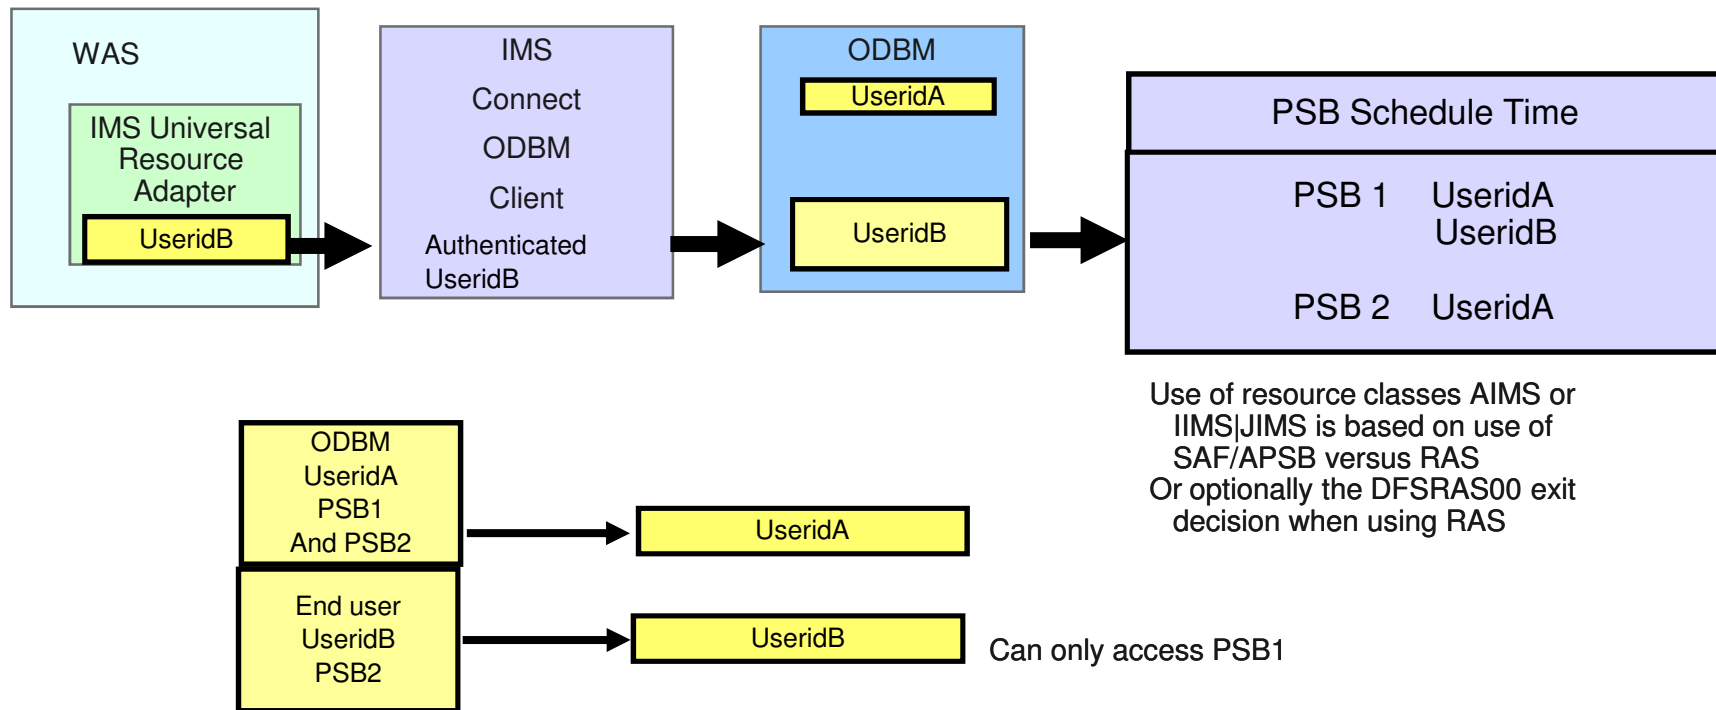 WAS
IMS Universal
Resource
Adapter
UseridB
IMS
Connect
ODBM
Client
Authenticated
UseridB
ODBM
UseridA
UseridB
PSB Schedule Time
PSB 1 UseridA
UseridB
PSB 2 UseridA
Use of resource classes AIMS or
IIMS|JIMS is based on use of
SAF/APSB versus RAS
Or optionally the DFSRAS00 exit
decision when using RAS
ODBM
UseridA
PSB1
And PSB2
UseridA
End user
UseridB
PSB2
UseridB
Can only access PSB1